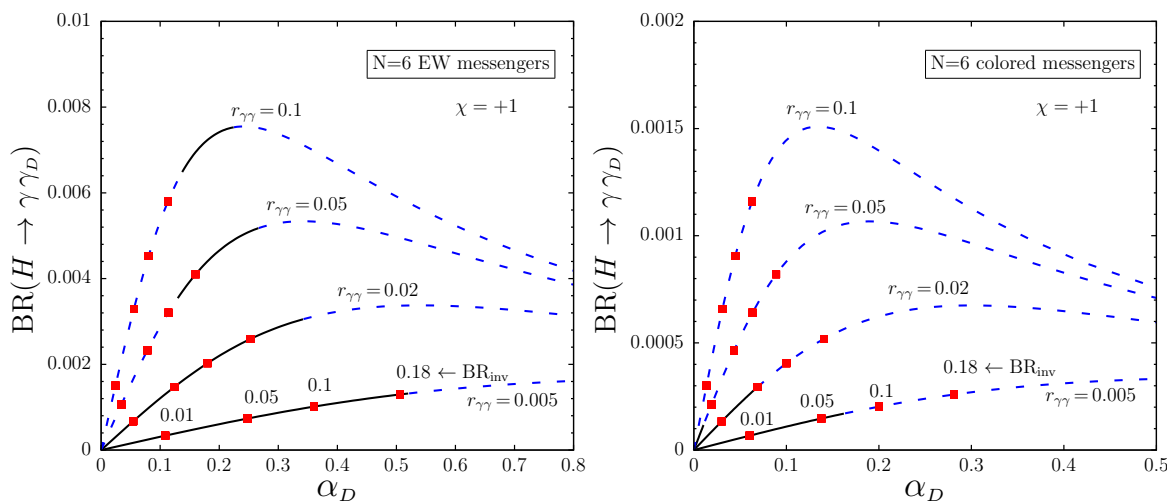 N=6 EW messengers
χ = +1
r_γγ = 0.1
r_γγ = 0.05
r_γγ = 0.02
0.18 ← BR_inv
0.1
0.05
0.01
r_γγ = 0.005
BR(H → γ γ_D)
0.01
0.008
0.006
0.004
0.002
0
0 0.1 0.2 0.3 0.4 0.5 0.6 0.7 0.8
α_D
N=6 colored messengers
χ = +1
r_γγ = 0.1
r_γγ = 0.05
r_γγ = 0.02
0.18 ← BR_inv
0.1
0.05
0.01
r_γγ = 0.005
BR(H → γ γ_D)
0.002
0.0015
0.001
0.0005
0
0 0.1 0.2 0.3 0.4 0.5
α_D